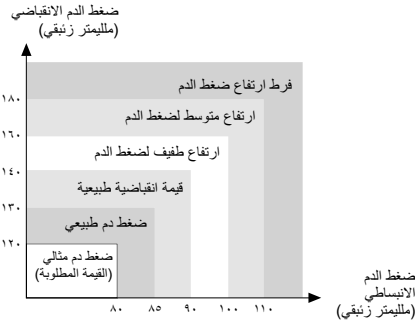 ضغط الدم الانقباضي
(ملليمتر زئبقي)
فرط ارتفاع ضغط الدم
١٨٠
ارتفاع متوسط لضغط الدم
١٦٠
ارتفاع طفيف لضغط الدم
١٤٠
قيمة انقباضية طبيعية
١٣٠
ضغط دم طبيعي
١٢٠
ضغط دم مثالي
(القيمة المطلوبة)
٨٠ ٨٥ ٩٠ ١٠٠ ١١٠
ضغط الدم
الانبساطي
(ملليمتر زئبقي)